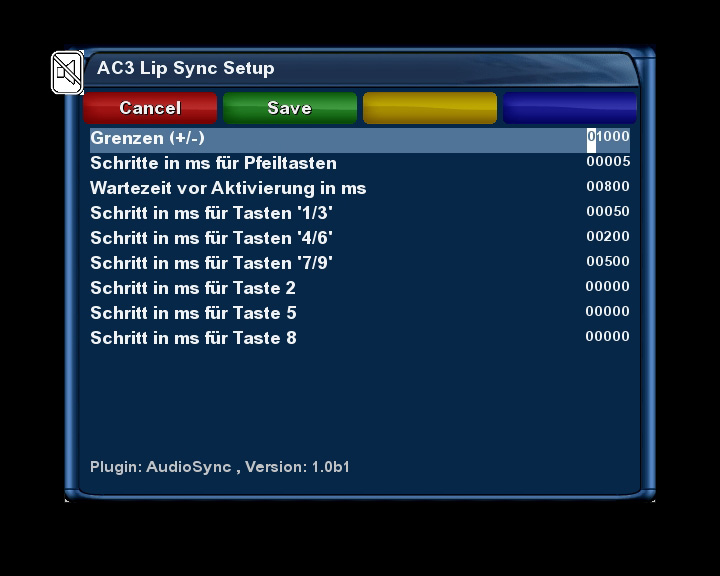 AC3 Lip Sync Setup
Cancel Save
Grenzen (+/-) 01000
Schritte in ms für Pfeiltasten 00005
Wartezeit vor Aktivierung in ms 00800
Schritt in ms für Tasten '1/3' 00050
Schritt in ms für Tasten '4/6' 00200
Schritt in ms für Tasten '7/9' 00500
Schritt in ms für Taste 2 00000
Schritt in ms für Taste 5 00000
Schritt in ms für Taste 8 00000
Plugin: AudioSync , Version: 1.0b1